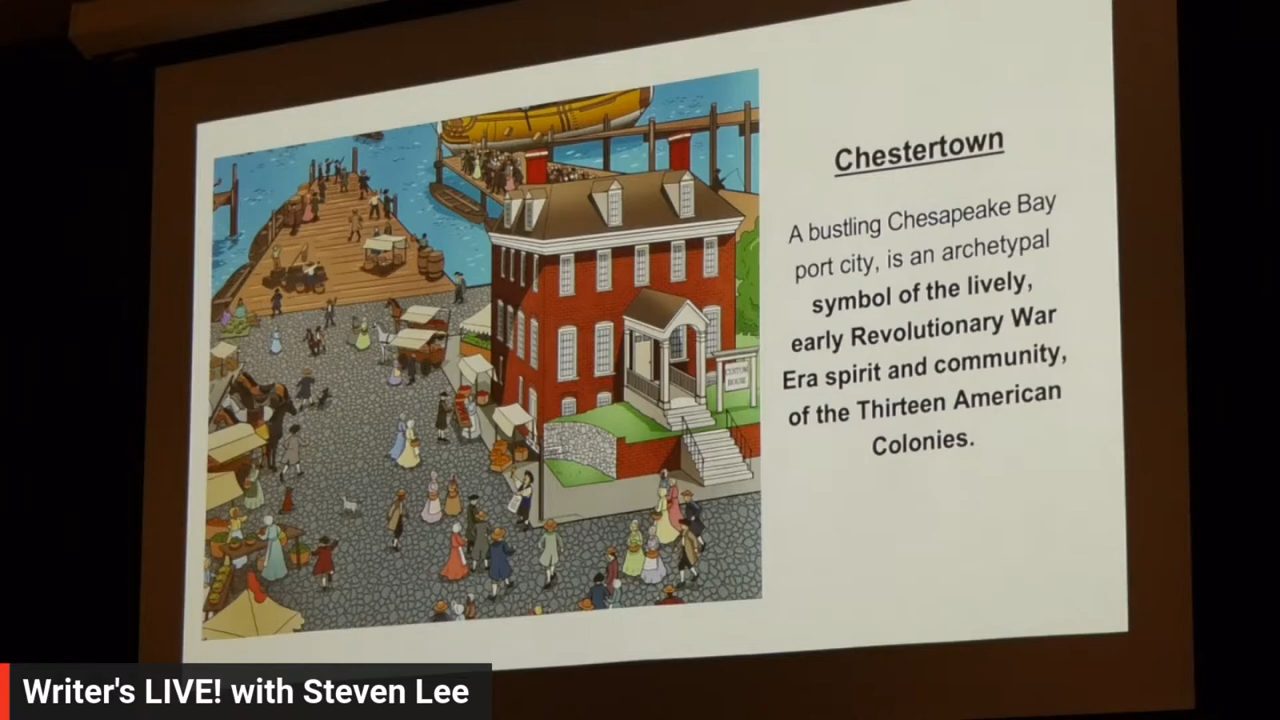 Chestertown
A bustling Chesapeake Bay
port city, is an archetypal
symbol of the lively,
early Revolutionary War
Era spirit and community,
of the Thirteen American
Colonies.
CUSTOM
HOUSE
Writer's LIVE! with Steven Lee